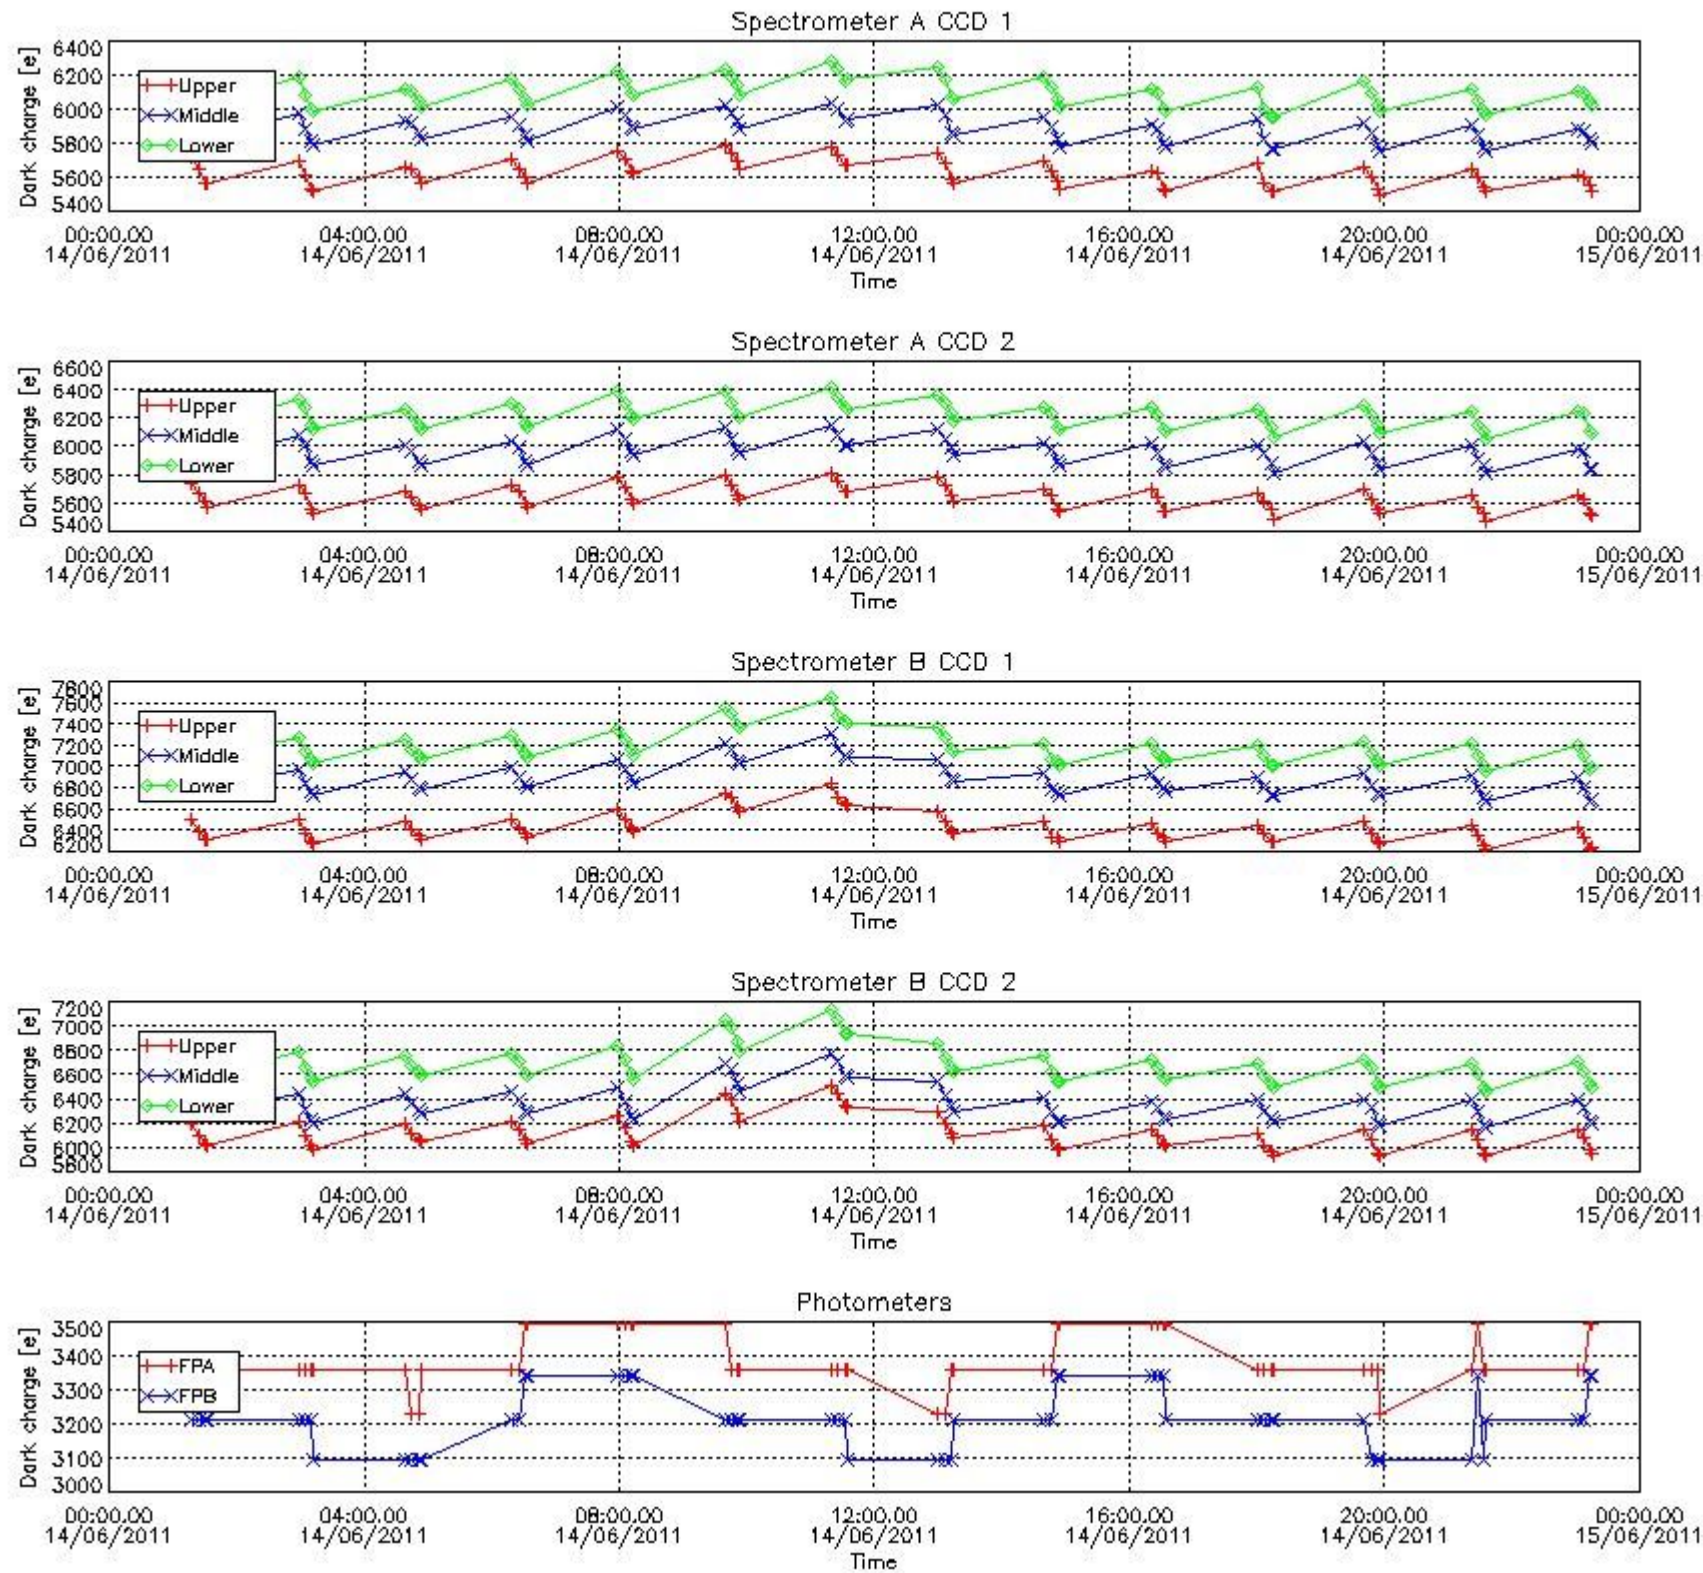 Spectrometer A CCD 1
Dark charge [e]
6400
6200
6000
5800
5600
5400
Upper
Middle
Lower
00:00.00 04:00.00 08:00.00 12:00.00 16:00.00 20:00.00 00:00.00
14/06/2011 14/06/2011 14/06/2011 14/06/2011 14/06/2011 14/06/2011 15/06/2011
Time
Spectrometer A CCD 2
Dark charge [e]
6600
6400
6200
6000
5800
5600
5400
Upper
Middle
Lower
00:00.00 04:00.00 08:00.00 12:00.00 16:00.00 20:00.00 00:00.00
14/06/2011 14/06/2011 14/06/2011 14/06/2011 14/06/2011 14/06/2011 15/06/2011
Time
Spectrometer B CCD 1
Dark charge [e]
7800
7600
7400
7200
7000
6800
6600
6400
6200
Upper
Middle
Lower
00:00.00 04:00.00 08:00.00 12:00.00 16:00.00 20:00.00 00:00.00
14/06/2011 14/06/2011 14/06/2011 14/06/2011 14/06/2011 14/06/2011 15/06/2011
Time
Spectrometer B CCD 2
Dark charge [e]
7200
7000
6800
6600
6400
6200
6000
5800
Upper
Middle
Lower
00:00.00 04:00.00 08:00.00 12:00.00 16:00.00 20:00.00 00:00.00
14/06/2011 14/06/2011 14/06/2011 14/06/2011 14/06/2011 14/06/2011 15/06/2011
Time
Photometers
Dark charge [e]
3500
3400
3300
3200
3100
3000
FPA
FPB
00:00.00 04:00.00 08:00.00 12:00.00 16:00.00 20:00.00 00:00.00
14/06/2011 14/06/2011 14/06/2011 14/06/2011 14/06/2011 14/06/2011 15/06/2011
Time